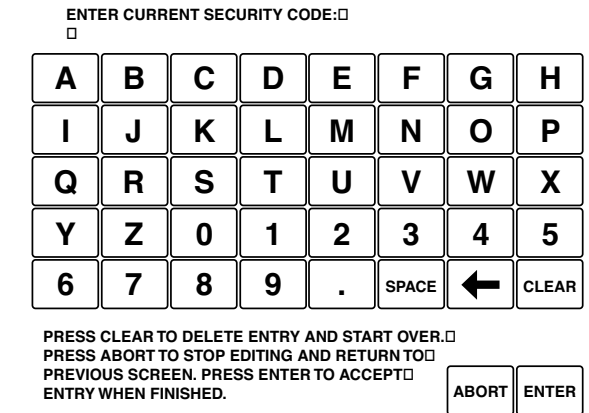 ENTER CURRENT SECURITY CODE:□
□
A B C D E F G H
I J K L M N O P
Q R S T U V W X
Y Z 0 1 2 3 4 5
6 7 8 9 . SPACE ← CLEAR
PRESS CLEAR TO DELETE ENTRY AND START OVER.□
PRESS ABORT TO STOP EDITING AND RETURN TO□
PREVIOUS SCREEN. PRESS ENTER TO ACCEPT□
ENTRY WHEN FINISHED.
ABORT ENTER